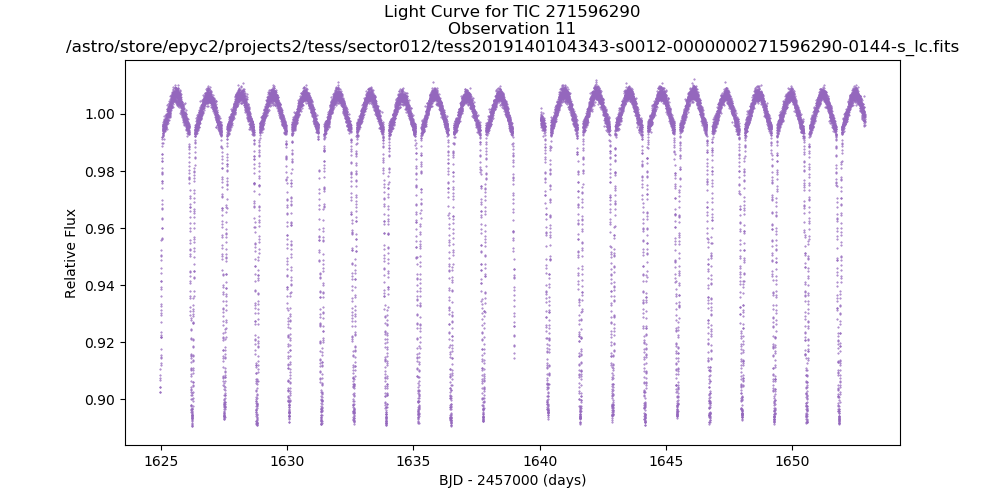 Light Curve for TIC 271596290
Observation 11
/astro/store/epyc2/projects2/tess/sector012/tess2019140104343-s0012-0000000271596290-0144-s_lc.fits
Relative Flux
1.00
0.98
0.96
0.94
0.92
0.90
1625 1630 1635 1640 1645 1650
BJD - 2457000 (days)